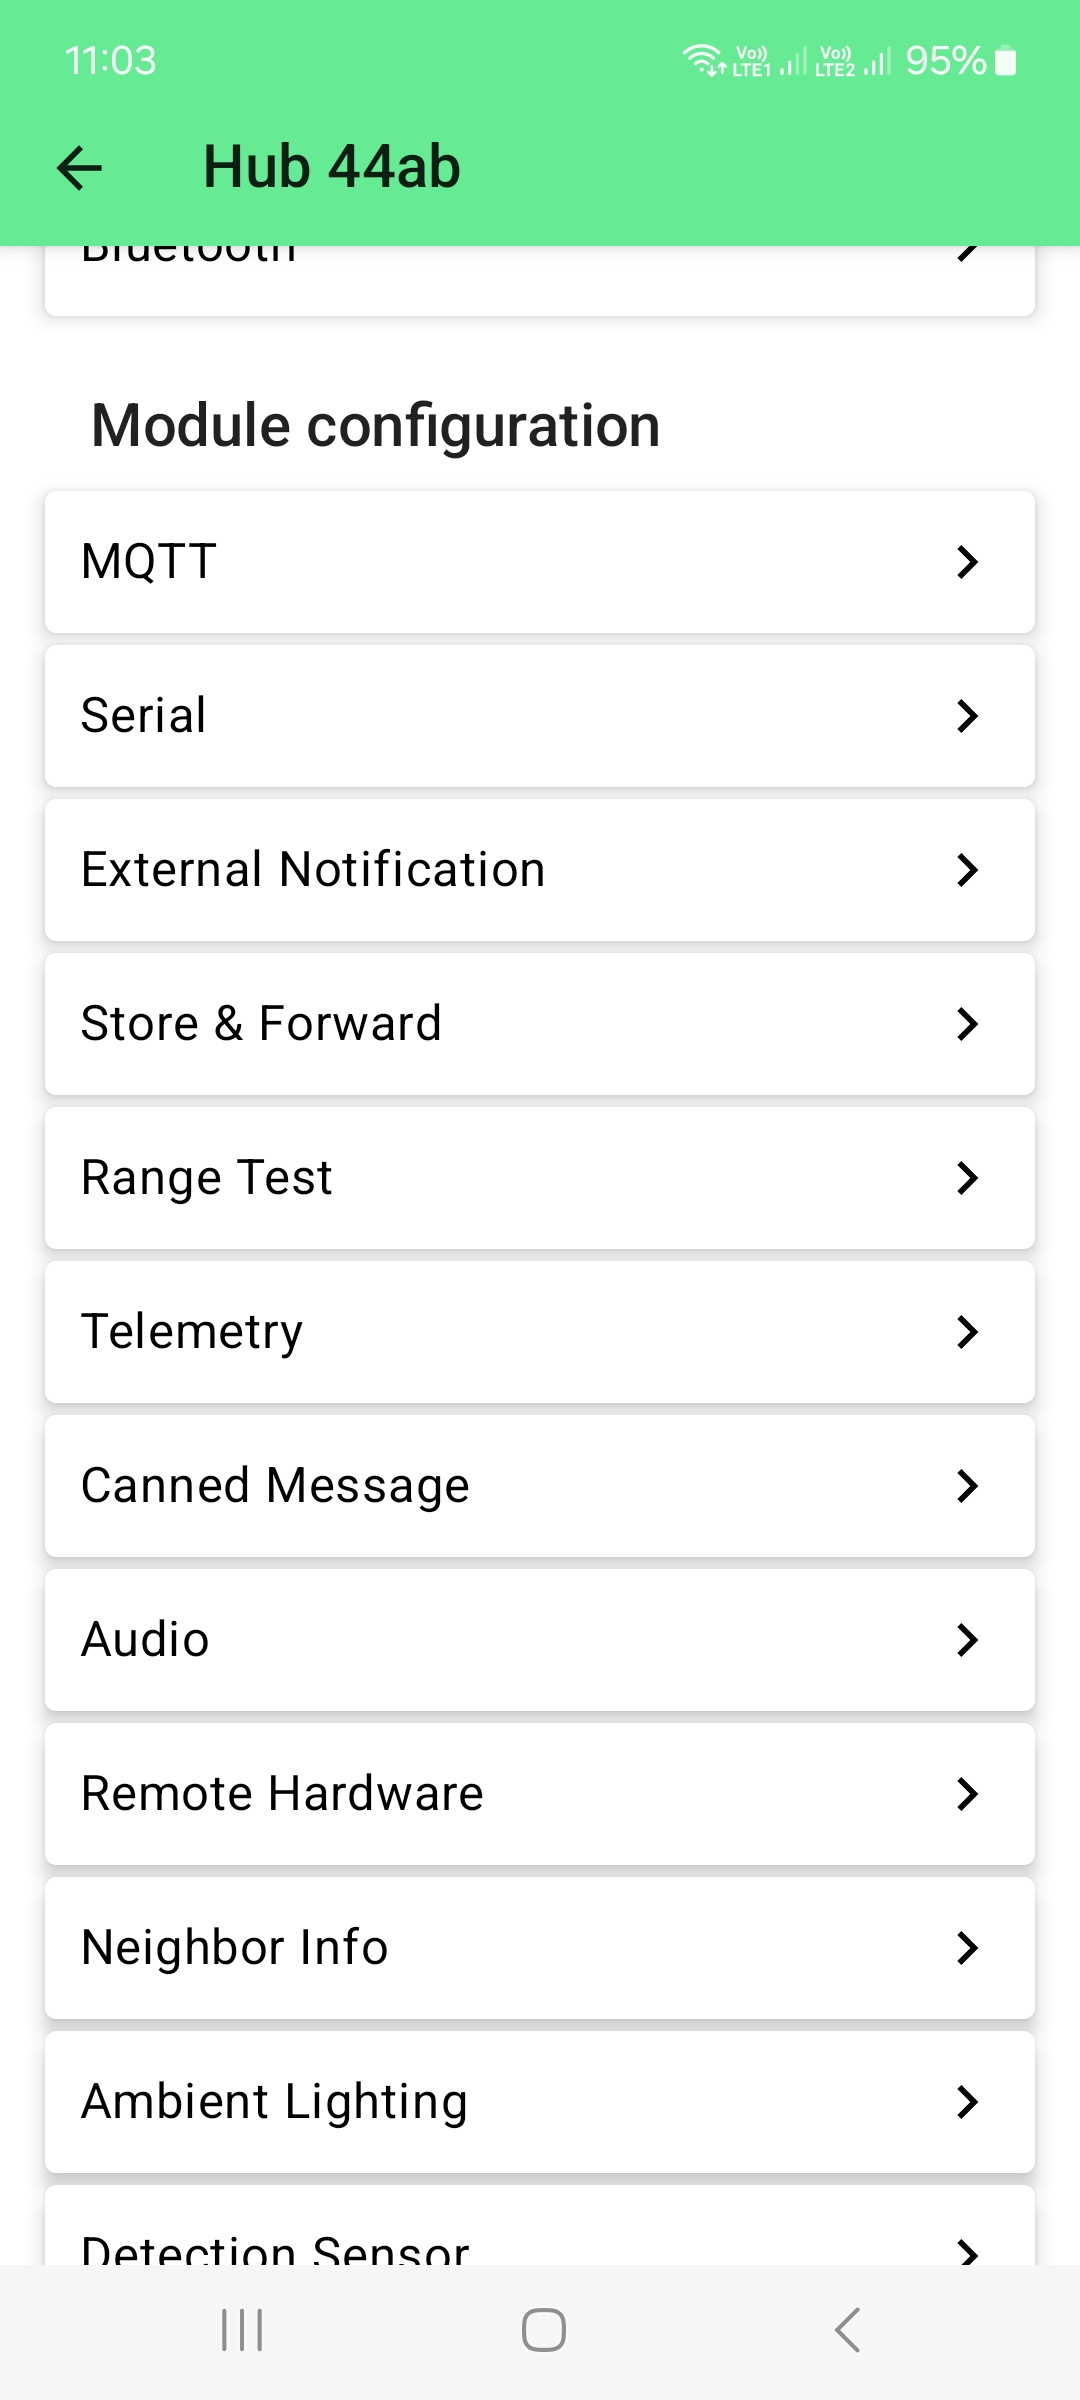 11:03
Vo)) LTE1 Vo)) LTE2 95%
Hub 44ab
Bluetooth
Module configuration
MQTT
Serial
External Notification
Store & Forward
Range Test
Telemetry
Canned Message
Audio
Remote Hardware
Neighbor Info
Ambient Lighting
Detection Sensor